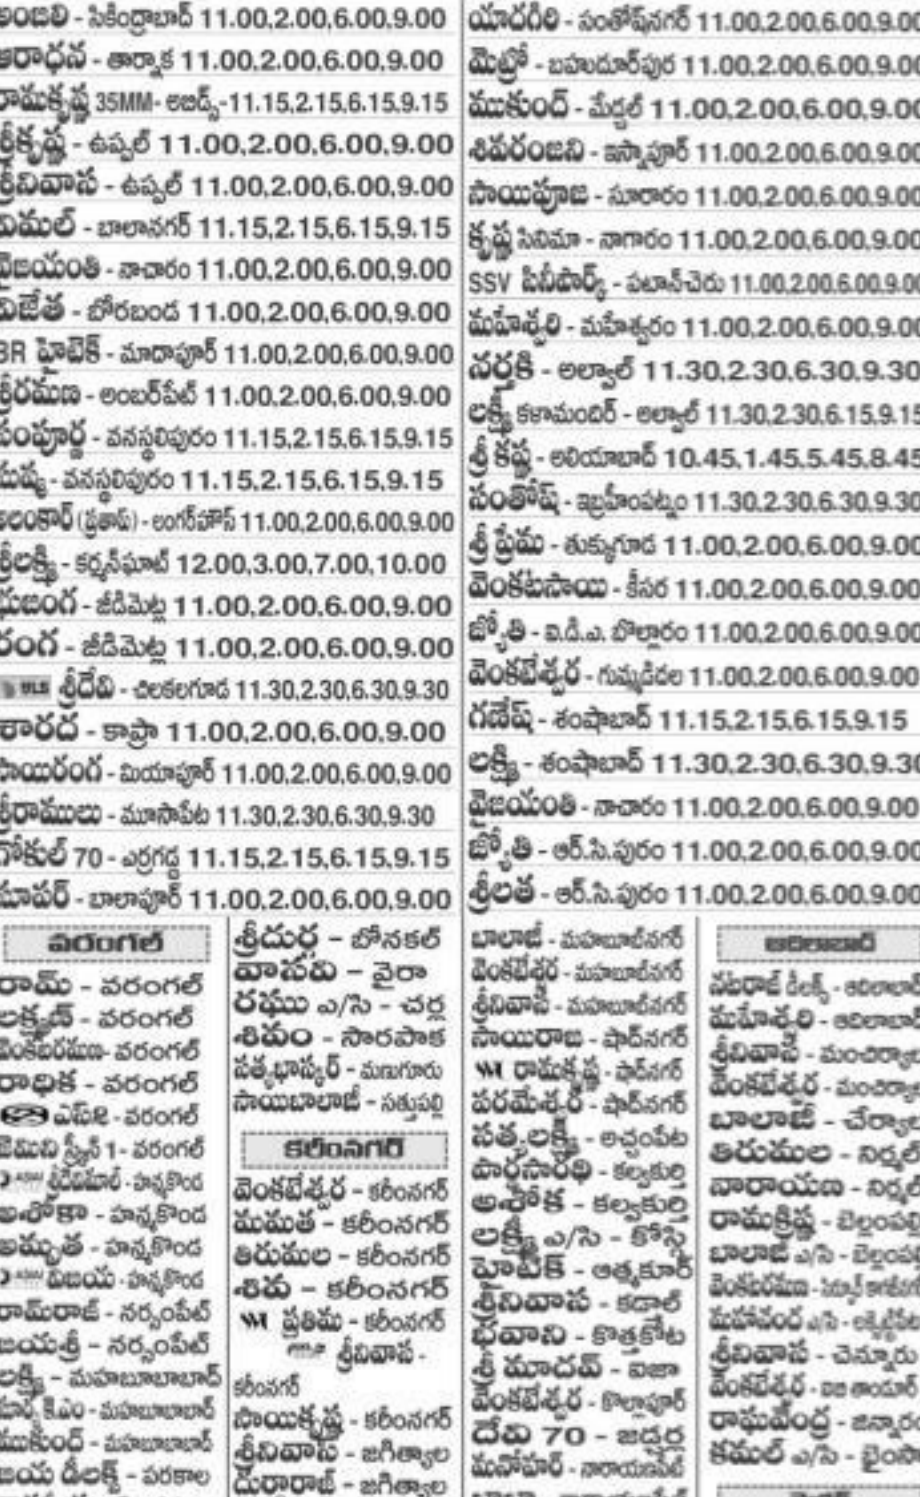 అంజలి - సికింద్రాబాద్ 11.00,2.00,6.00,9.00
ఆరాధన - తార్నాక 11.00,2.00,6.00,9.00
రామకృష్ణ 35MM- అబిడ్స్-11.15,2.15,6.15,9.15
శ్రీకృష్ణ - ఉప్పల్ 11.00,2.00,6.00,9.00
శ్రీనివాస - ఉప్పల్ 11.00,2.00,6.00,9.00
విమల్ - బాలానగర్ 11.15,2.15,6.15,9.15
వైజయంతి - నాచారం 11.00,2.00,6.00,9.00
విజేత - బోరబండ 11.00,2.00,6.00,9.00
BR హైటెక్ - మాదాపూర్ 11.00,2.00,6.00,9.00
శ్రీరమణ - అంబర్‌పేట్ 11.00,2.00,6.00,9.00
సంపూర్ణ - వనస్థలిపురం 11.15,2.15,6.15,9.15
సుష్మ - వనస్థలిపురం 11.15,2.15,6.15,9.15
అలంకార్ (ప్రతాప్) - లంగర్‌హౌస్ 11.00,2.00,6.00,9.00
శ్రీలక్ష్మి - కర్మన్‌ఘాట్ 12.00,3.00,7.00,10.00
భుజంగ - జీడిమెట్ల 11.00,2.00,6.00,9.00
రంగ - జీడిమెట్ల 11.00,2.00,6.00,9.00
శ్రీదేవి - చిలకలగూడ 11.30,2.30,6.30,9.30
శారద - కాప్రా 11.00,2.00,6.00,9.00
సాయిరంగ - మియాపూర్ 11.00,2.00,6.00,9.00
శ్రీరాములు - మూసాపేట 11.30,2.30,6.30,9.30
గోకుల్ 70 - ఎర్రగడ్డ 11.15,2.15,6.15,9.15
సూపర్ - బాలాపూర్ 11.00,2.00,6.00,9.00
యాదగిరి - సంతోష్‌నగర్ 11.00,2.00,6.00,9.00
మెట్రో - బహదూర్‌పుర 11.00,2.00,6.00,9.00
ముకుంద్ - మేడ్చల్ 11.00,2.00,6.00,9.00
శివరంజని - ఇస్నాపూర్ 11.00,2.00,6.00,9.00
సాయిపూజ - సూరారం 11.00,2.00,6.00,9.00
కృష్ణ సినిమా - నాగారం 11.00,2.00,6.00,9.00
SSV సినీపార్క్ - పటాన్‌చెరు 11.00,2.00,6.00,9.00
మహేశ్వరి - మహేశ్వరం 11.00,2.00,6.00,9.00
నర్తకి - అల్వాల్ 11.30,2.30,6.30,9.30
లక్ష్మీ కళామందిర్ - అల్వాల్ 11.30,2.30,6.15,9.15
శ్రీ కృష్ణ - అలియాబాద్ 10.45,1.45,5.45,8.45
సంతోష్ - ఇబ్రహీంపట్నం 11.30,2.30,6.30,9.30
శ్రీ ప్రేమ - తుక్కుగూడ 11.00,2.00,6.00,9.00
వెంకటసాయి - కీసర 11.00,2.00,6.00,9.00
జ్యోతి - ఐ.డి.ఎ. బొల్లారం 11.00,2.00,6.00,9.00
వెంకటేశ్వర - గుమ్మడిదల 11.00,2.00,6.00,9.00
గణేష్ - శంషాబాద్ 11.15,2.15,6.15,9.15
లక్ష్మి - శంషాబాద్ 11.30,2.30,6.30,9.30
వైజయంతి - నాచారం 11.00,2.00,6.00,9.00
జ్యోతి - ఆర్.సి.పురం 11.00,2.00,6.00,9.00
శ్రీలత - ఆర్.సి.పురం 11.00,2.00,6.00,9.00
వరంగల్
రామ్ - వరంగల్
లక్ష్మణ్ - వరంగల్
వెంకటరమణ- వరంగల్
రాధిక - వరంగల్
ఎస్2 - వరంగల్
జెమిని స్క్రీన్ 1- వరంగల్
శ్రీదేవిమాల్ - హన్మకొండ
అశోకా - హన్మకొండ
అమృత - హన్మకొండ
విజయ - హన్మకొండ
రామ్‌రాజ్ - నర్సంపేట్
జయశ్రీ - నర్సంపేట్
లక్ష్మి - మహబూబాబాద్
కె.ఎం - మహబూబాబాద్
ముకుంద్ - మహబూబాబాద్
జయ డీలక్స్ - పరకాల
శ్రీదుర్గ - బోనకల్
వాసవి - వైరా
రఘు ఎ/సి - చర్ల
శివం - సారపాక
సత్యభాస్కర్ - మణుగూరు
సాయిబాలాజీ - సత్తుపల్లి
కరీంనగర్
వెంకటేశ్వర - కరీంనగర్
మమత - కరీంనగర్
తిరుమల - కరీంనగర్
శివ - కరీంనగర్
ప్రతిమ - కరీంనగర్
శ్రీనివాస -
కరీంనగర్
సాయికృష్ణ - కరీంనగర్
శ్రీనివాస్ - జగిత్యాల
దుర్గారాజ్ - జగిత్యాల
బాలాజీ - మహబూబ్‌నగర్
వెంకటేశ్వర - మహబూబ్‌నగర్
శ్రీనివాస - మహబూబ్‌నగర్
సాయిరాజ - షాద్‌నగర్
రామకృష్ణ - షాద్‌నగర్
పరమేశ్వర్ - షాద్‌నగర్
సత్యలక్ష్మి - అచ్చంపేట
పార్థసారథి - కల్వకుర్తి
అశోక - కల్వకుర్తి
లక్ష్మీ ఎ/సి - కోస్గి
హైటెక్ - ఆత్మకూర్
శ్రీనివాస - కడ్తాల్
భవాని - కొత్తకోట
శ్రీ మాధవ్ - ఐజా
వెంకటేశ్వర - కొల్లాపూర్
దేవి 70 - జడ్చర్ల
మనోహర్ - నారాయణపేట్
ఆదిలాబాద్
నటరాజ్ డీలక్స్ - ఆదిలాబాద్
మహేశ్వరి - ఆదిలాబాద్
శ్రీనివాస - మంచిర్యాల
వెంకటేశ్వర - మంచిర్యాల
బాలాజీ - చేర్యాల
తిరుమల - నిర్మల్
నారాయణ - నిర్మల్
రామక్రిష్ణ - బెల్లంపల్లి
బాలాజీ ఎ/సి - బెల్లంపల్లి
వెంకటరమణ -
మహానంద ఎ/సి - లక్సెట్టిపేట
శ్రీనివాస - చెన్నూరు
వెంకటేశ్వర -
రాఘవేంద్ర - జన్నారం
కమల్ ఎ/సి - భైంసా